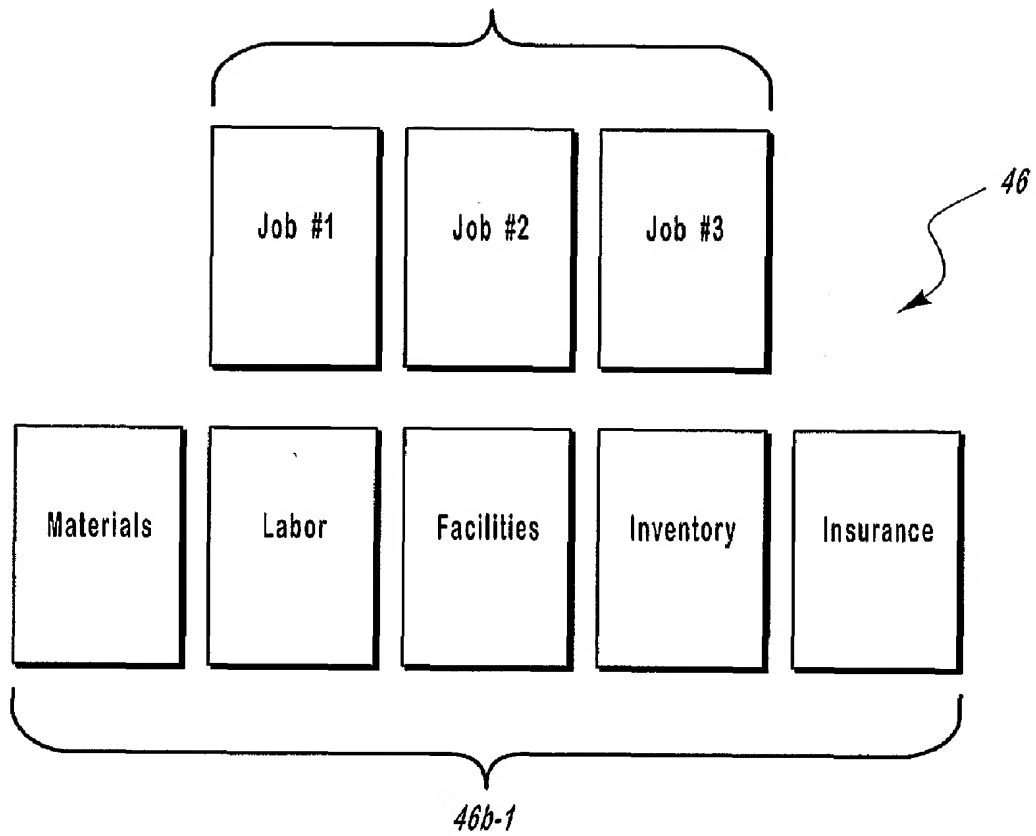 Job #1
Job #2
Job #3
46
Materials
Labor
Facilities
Inventory
Insurance
46b-1